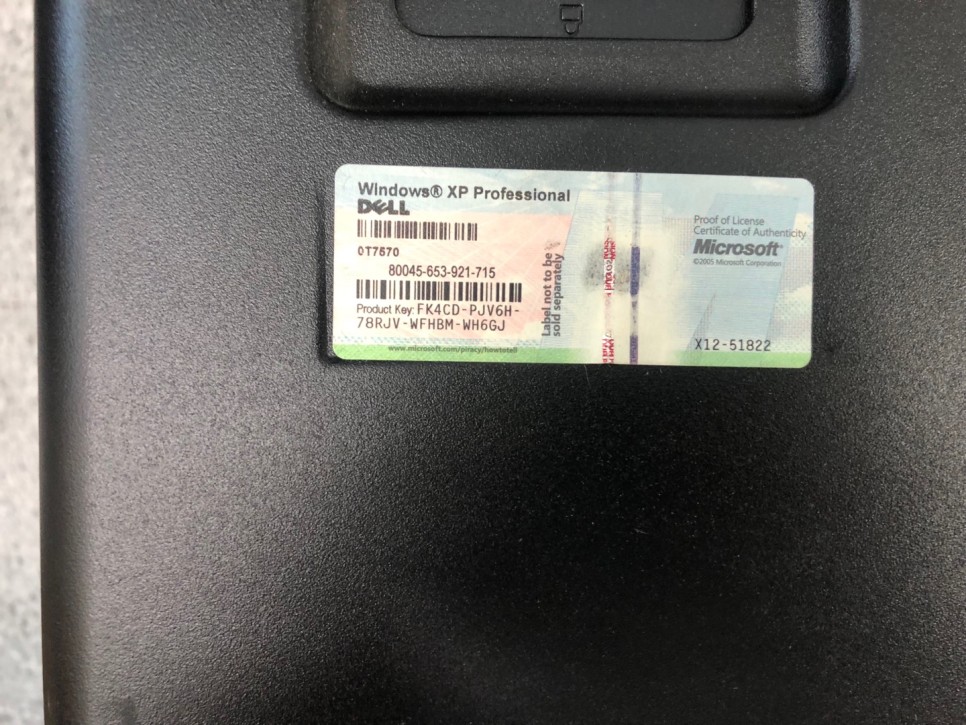 Windows® XP Professional
DELL
0T7570
80045-653-921-715
Product Key: FK4CD-PJV6H-
78RJV-WFHBM-WH6GJ
www.microsoft.com/piracy/howtotell
Label not to be
sold separately
Proof of License
Certificate of Authenticity
Microsoft®
©2005 Microsoft Corporation
X12-51822